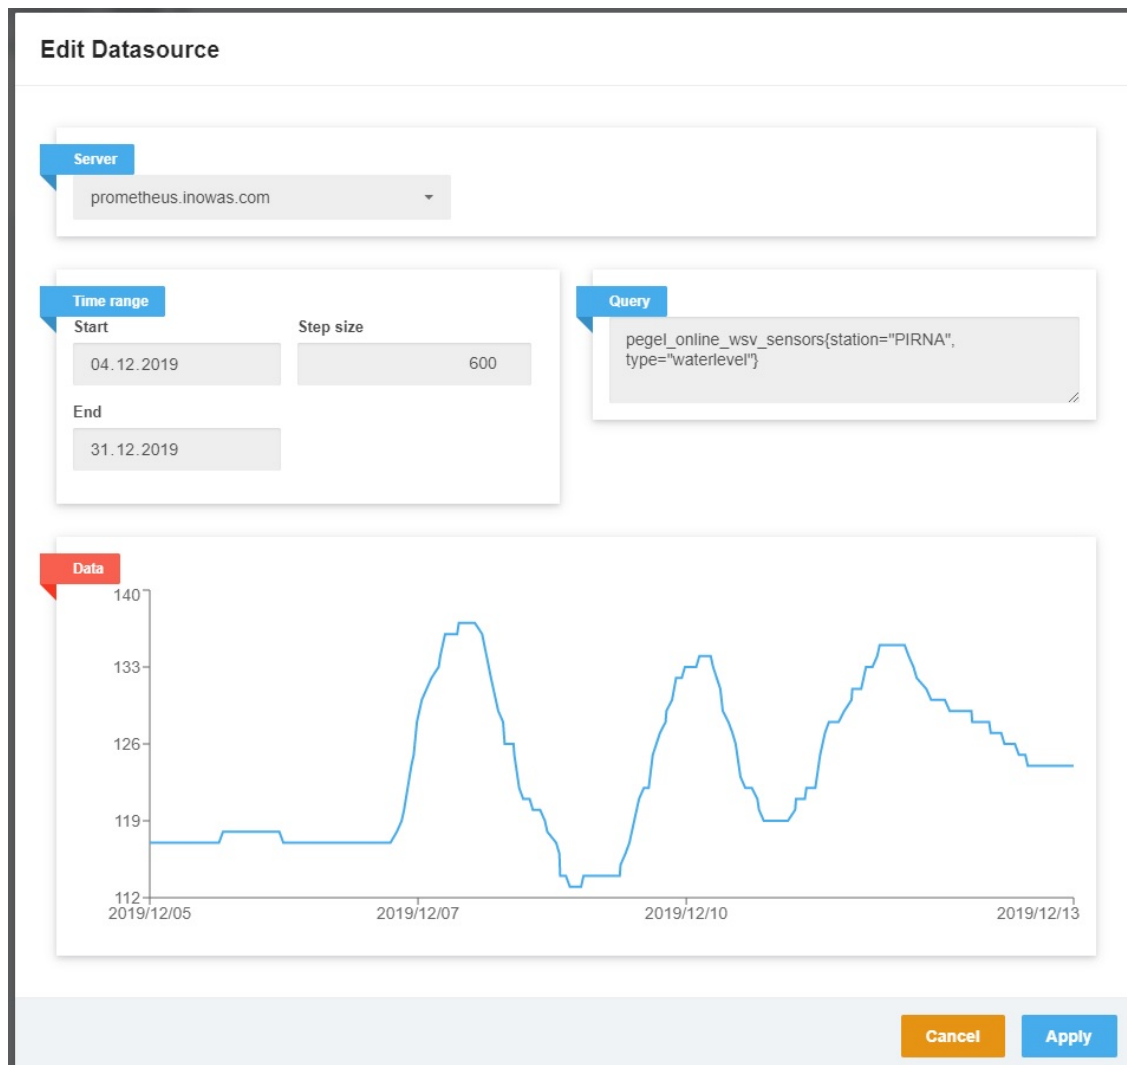 Edit Datasource
Server
prometheus.inowas.com
Time range
Start
Step size
04.12.2019
600
End
31.12.2019
Query
pegel_online_wsv_sensors{station="PIRNA",
type="waterlevel"}
Data
140
133
126
119
112
2019/12/05
2019/12/07
2019/12/10
2019/12/13
Cancel
Apply